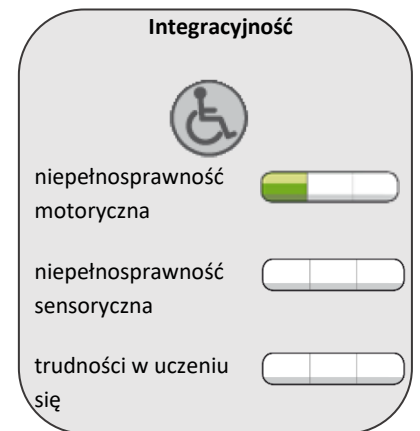 Integracyjność
niepełnosprawność
motoryczna
niepełnosprawność
sensoryczna
trudności w uczeniu
się